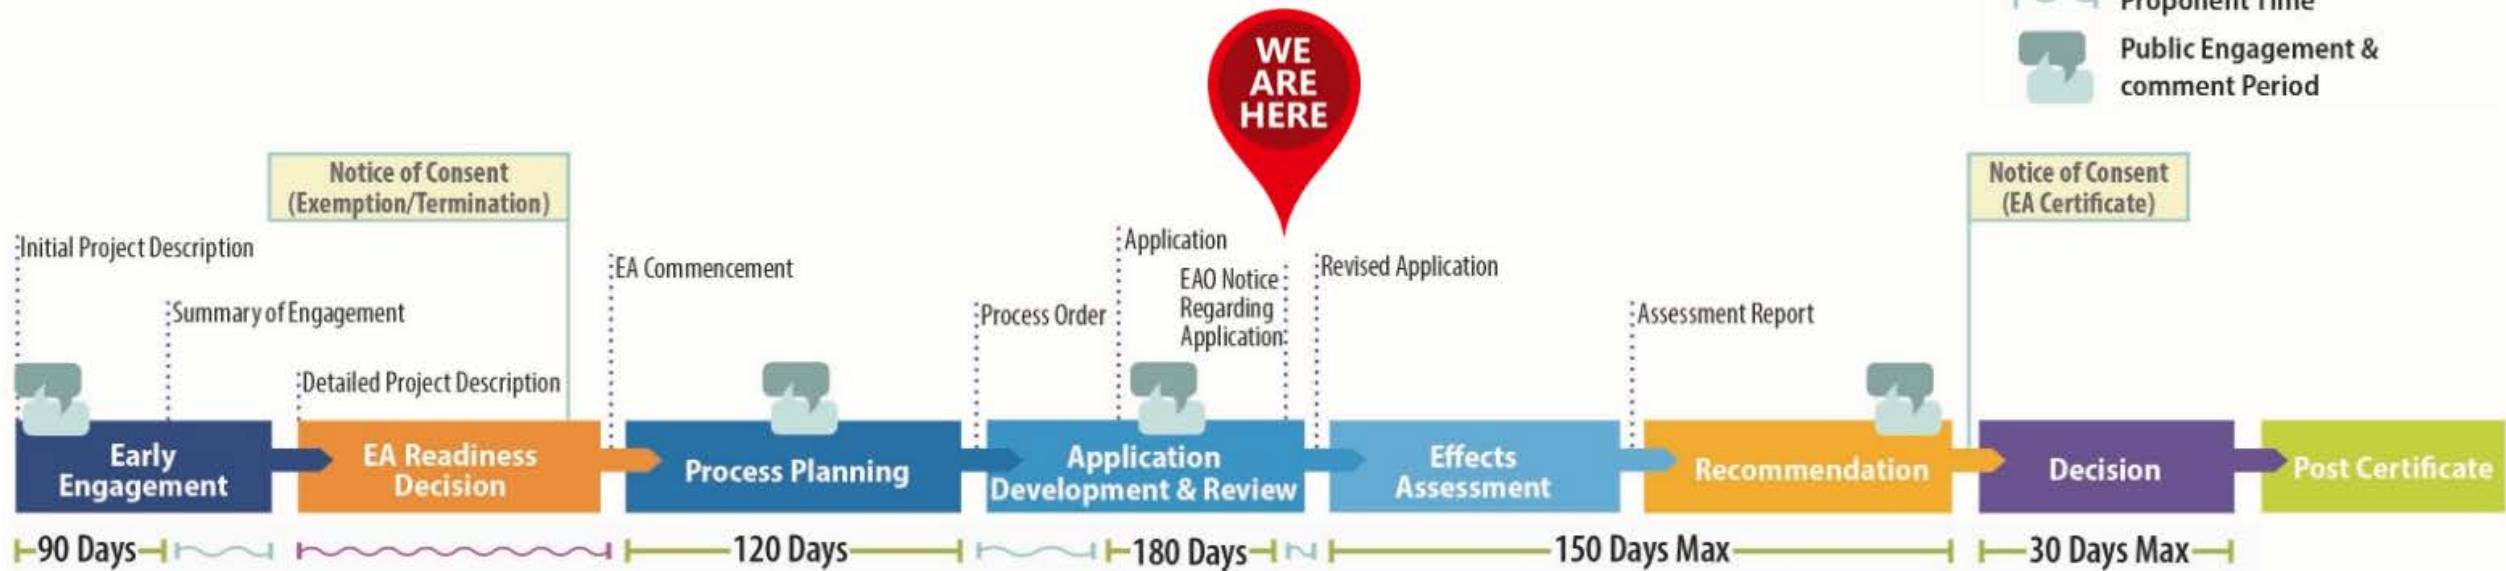 Proponent Time
Public Engagement &
comment Period
WE
ARE
HERE
Notice of Consent
(Exemption/Termination)
Notice of Consent
(EA Certificate)
Initial Project Description
Summary of Engagement
Detailed Project Description
EA Commencement
Process Order
Application
EAO Notice
Regarding
Application
Revised Application
Assessment Report
Early
Engagement
EA Readiness
Decision
Process Planning
Application
Development & Review
Effects
Assessment
Recommendation
Decision
Post Certificate
90 Days
120 Days
180 Days
150 Days Max
30 Days Max